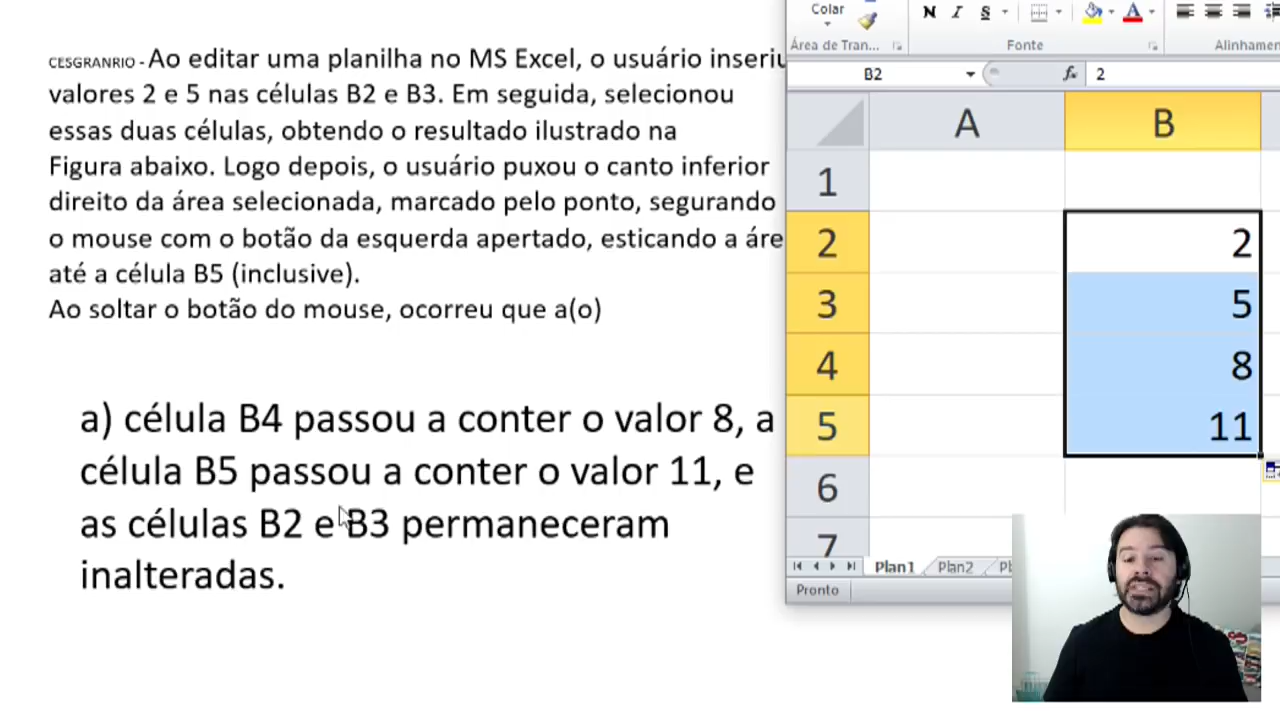 CESGRANRIO - Ao editar uma planilha no MS Excel, o usuário inseriu
valores 2 e 5 nas células B2 e B3. Em seguida, selecionou
essas duas células, obtendo o resultado ilustrado na
Figura abaixo. Logo depois, o usuário puxou o canto inferior
direito da área selecionada, marcado pelo ponto, segurando
o mouse com o botão da esquerda apertado, esticando a áre
até a célula B5 (inclusive).
Ao soltar o botão do mouse, ocorreu que a(o)
a) célula B4 passou a conter o valor 8, a
célula B5 passou a conter o valor 11, e
as células B2 e B3 permaneceram
inalteradas.
Colar
N I S A
Área de Tran... Fonte Alinhamen
B2 fx 2
A B
1
2 2
3 5
4 8
5 11
6
7
Plan1 Plan2 Pl
Pronto